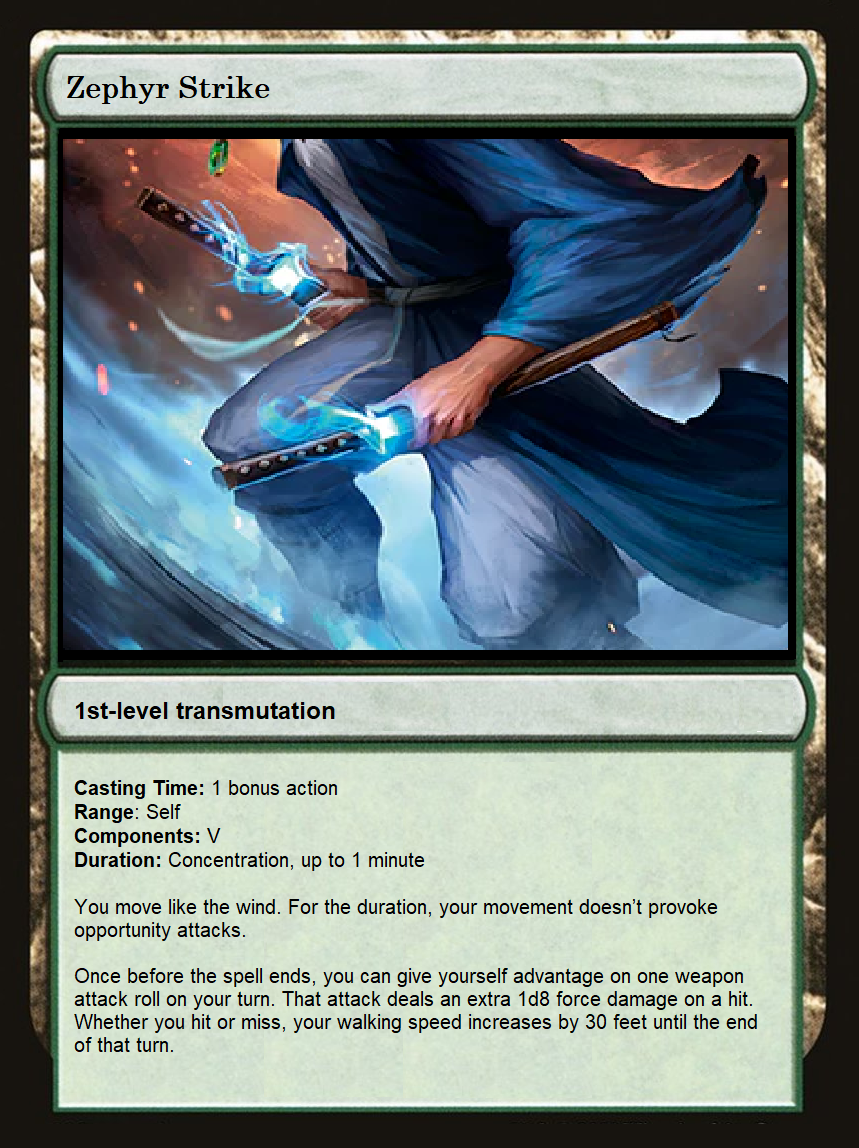 Zephyr Strike
1st-level transmutation
Casting Time: 1 bonus action
Range: Self
Components: V
Duration: Concentration, up to 1 minute
You move like the wind. For the duration, your movement doesn’t provoke
opportunity attacks.
Once before the spell ends, you can give yourself advantage on one weapon
attack roll on your turn. That attack deals an extra 1d8 force damage on a hit.
Whether you hit or miss, your walking speed increases by 30 feet until the end
of that turn.